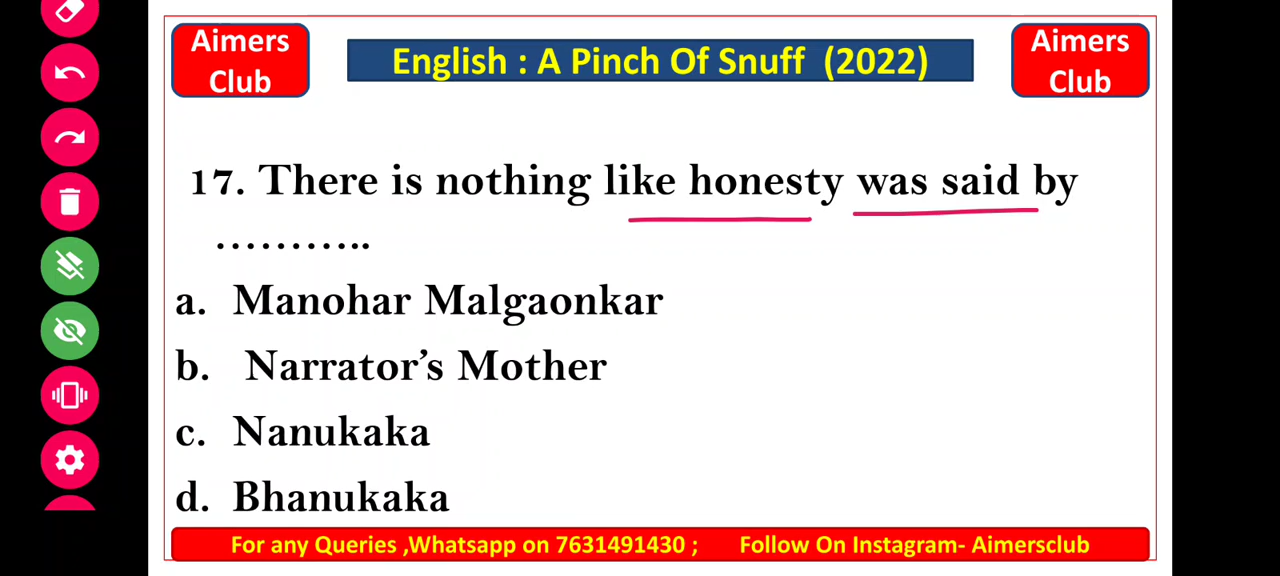 Aimers
Club
English : A Pinch Of Snuff (2022)
Aimers
Club
17. There is nothing like honesty was said by
………..
a. Manohar Malgaonkar
b. Narrator’s Mother
c. Nanukaka
d. Bhanukaka
For any Queries ,Whatsapp on 7631491430 ; Follow On Instagram- Aimersclub